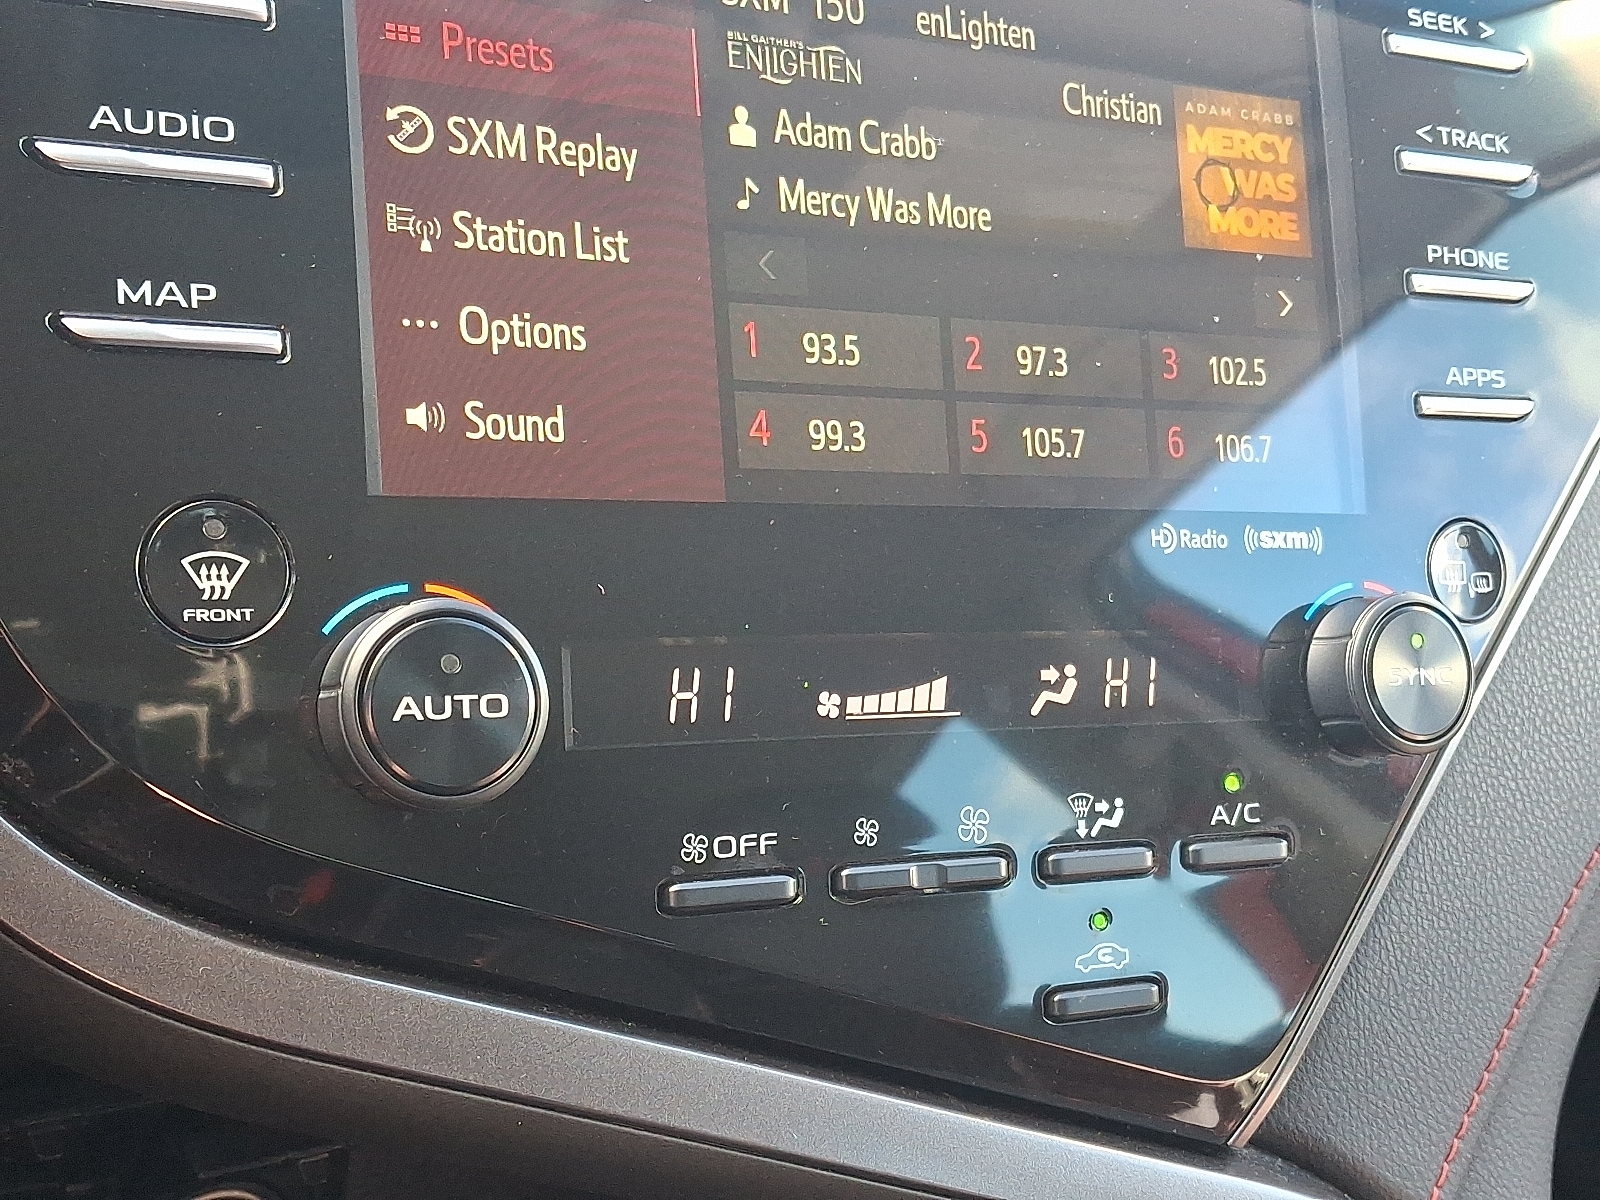 SXM 150
enLighten
SEEK >
Presets
BILL GAITHER'S
ENLIGHTEN
AUDIO
SXM Replay
Adam Crabb
Christian
ADAM CRABB
MERCY
WAS
MORE
< TRACK
Station List
Mercy Was More
MAP
<
>
PHONE
... Options
1 93.5
2 97.3
3 102.5
APPS
Sound
4 99.3
5 105.7
6 106.7
HD Radio
((sxm))
FRONT
AUTO
HI
HI
SYNC
OFF
A/C